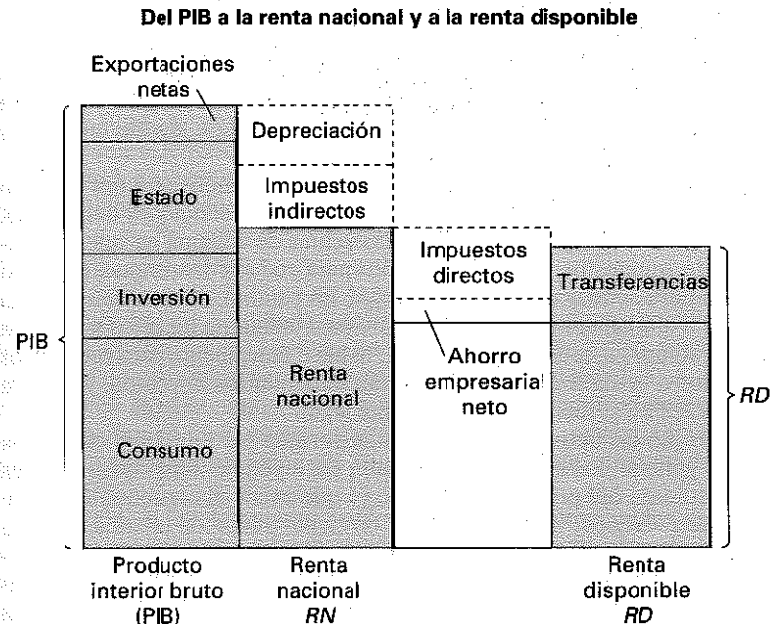 Del PIB a la renta nacional y a la renta disponible
Exportaciones
netas
Depreciación
Estado
Impuestos
indirectos
Impuestos
directos
Transferencias
Inversión
PIB
Ahorro
empresarial
neto
Renta
nacional
RD
Consumo
Producto
interior bruto
(PIB)
Renta
nacional
RN
Renta
disponible
RD